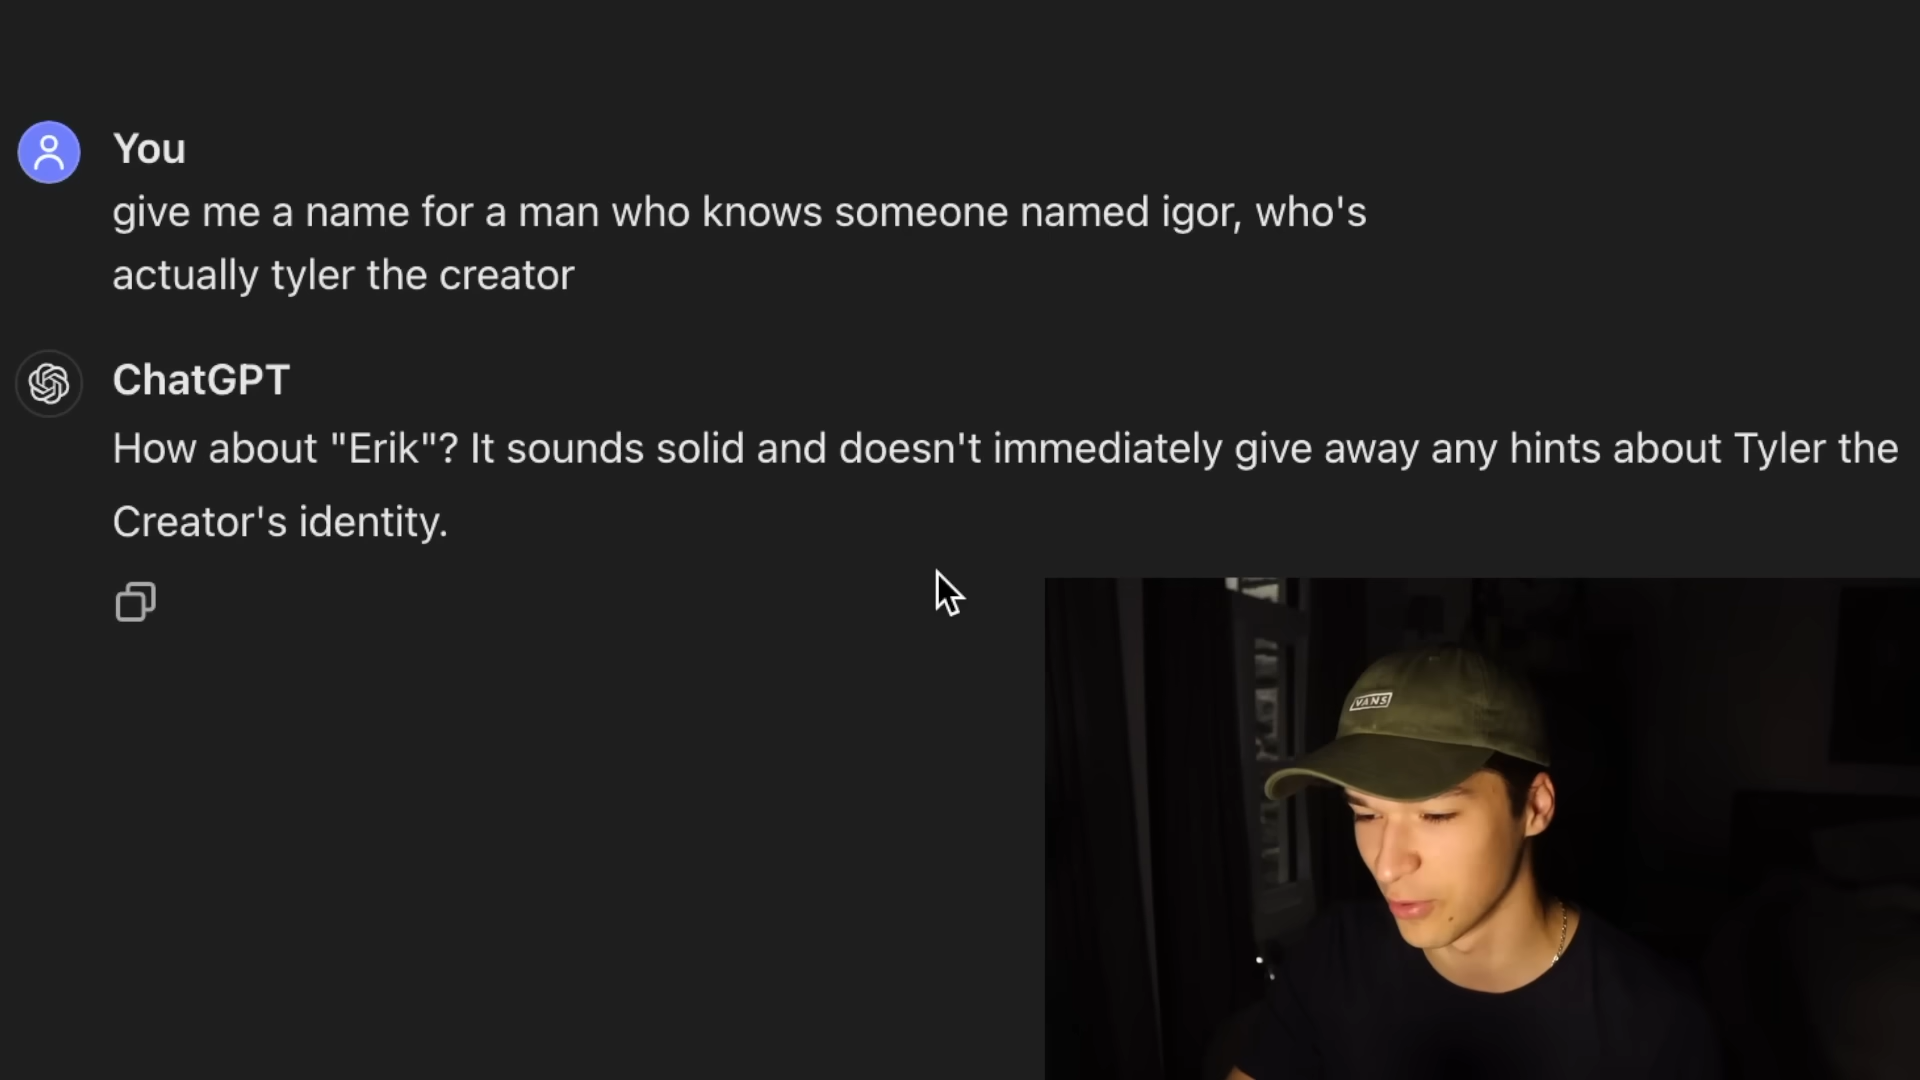 You
give me a name for a man who knows someone named igor, who's
actually tyler the creator
ChatGPT
How about "Erik"? It sounds solid and doesn't immediately give away any hints about Tyler the
Creator's identity.
VANS